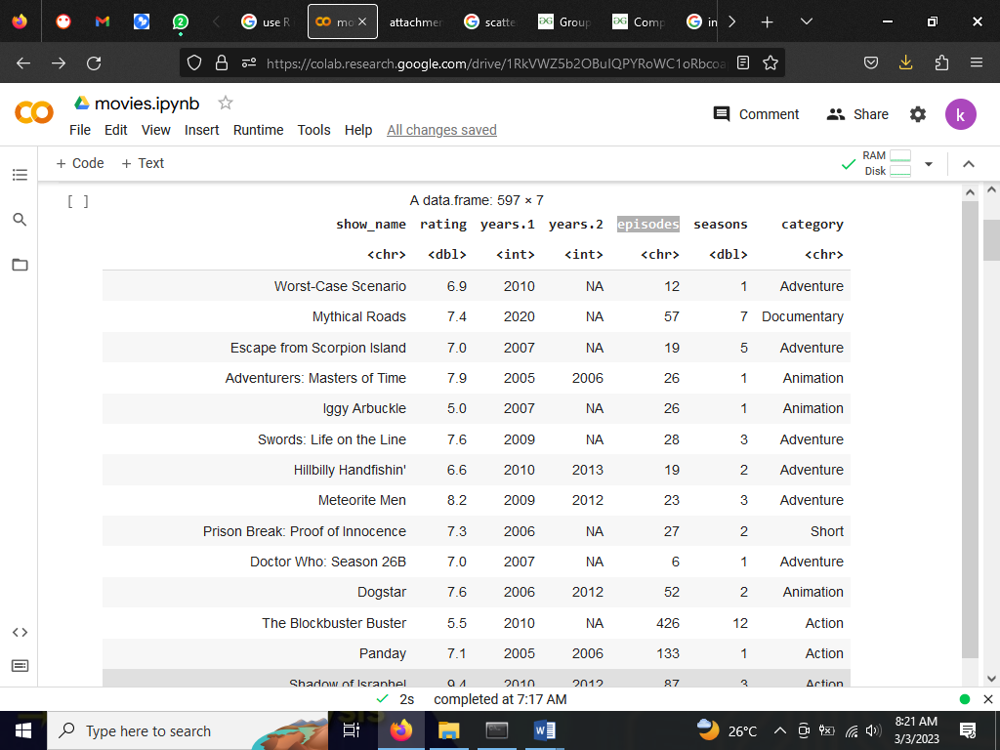 2 use R mo attachmer scatte Group Comp in
https://colab.research.google.com/drive/1RkVWZ5b2OBuIQPYRoWC1oRbcoa
movies.ipynb
File Edit View Insert Runtime Tools Help All changes saved
Comment Share k
+ Code + Text
RAM
Disk
[ ]
A data.frame: 597 × 7
show_name rating years.1 years.2 episodes seasons category
<chr> <dbl> <int> <int> <chr> <dbl> <chr>
Worst-Case Scenario 6.9 2010 NA 12 1 Adventure
Mythical Roads 7.4 2020 NA 57 7 Documentary
Escape from Scorpion Island 7.0 2007 NA 19 5 Adventure
Adventurers: Masters of Time 7.9 2005 2006 26 1 Animation
Iggy Arbuckle 5.0 2007 NA 26 1 Animation
Swords: Life on the Line 7.6 2009 NA 28 3 Adventure
Hillbilly Handfishin' 6.6 2010 2013 19 2 Adventure
Meteorite Men 8.2 2009 2012 23 3 Adventure
Prison Break: Proof of Innocence 7.3 2006 NA 27 2 Short
Doctor Who: Season 26B 7.0 2007 NA 6 1 Adventure
Dogstar 7.6 2006 2012 52 2 Animation
The Blockbuster Buster 5.5 2010 NA 426 12 Action
Panday 7.1 2005 2006 133 1 Action
Shadow of Israphel 9.4 2010 2012 87 3 Action
2s completed at 7:17 AM
Type here to search
26°C
8:21 AM
3/3/2023